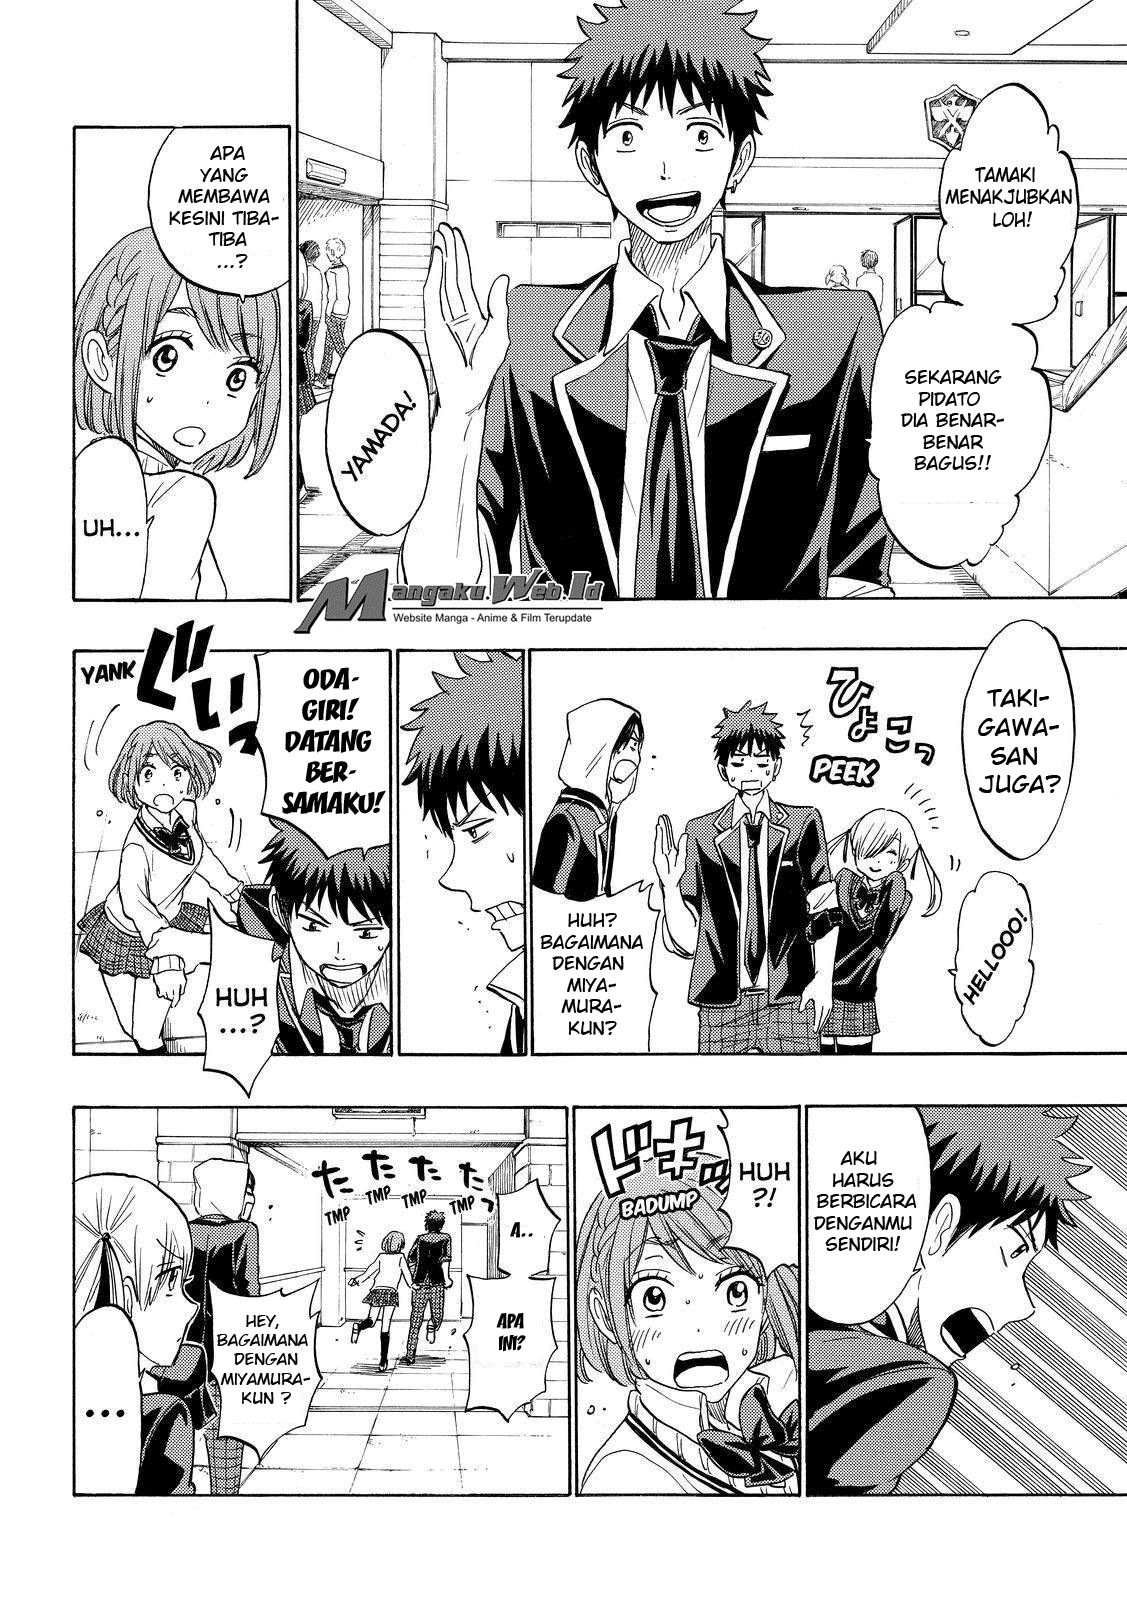 TAMAKI
MENAKJUBKAN
LOH!
SEKARANG
PIDATO
DIA BENAR-
BENAR
BAGUS!!
YAMADA!
APA
YANG
MEMBAWA
KESINI TIBA-
TIBA
...?
UH...
Mangaku.Web.Id
Website Manga - Anime & Film Terupdate
TAKI-
GAWA-
SAN
JUGA?
HELLOOO!
ひょこっ
PEEK
HUH?
BAGAIMANA
DENGAN
MIYA-
MURA-
KUN?
ODA-
GIRI!
DATANG
BER-
SAMAKU!
ぐいっ
YANK
HUH
...?
AKU
HARUS
BERBICARA
DENGANMU
SENDIRI!
HUH
?!
ドキッ
BADUMP
A..
APA
INI?
たたたたっ
TMP
TMP
TMP
TMP
HEY,
BAGAIMANA
DENGAN
MIYAMURA-
KUN ?
...